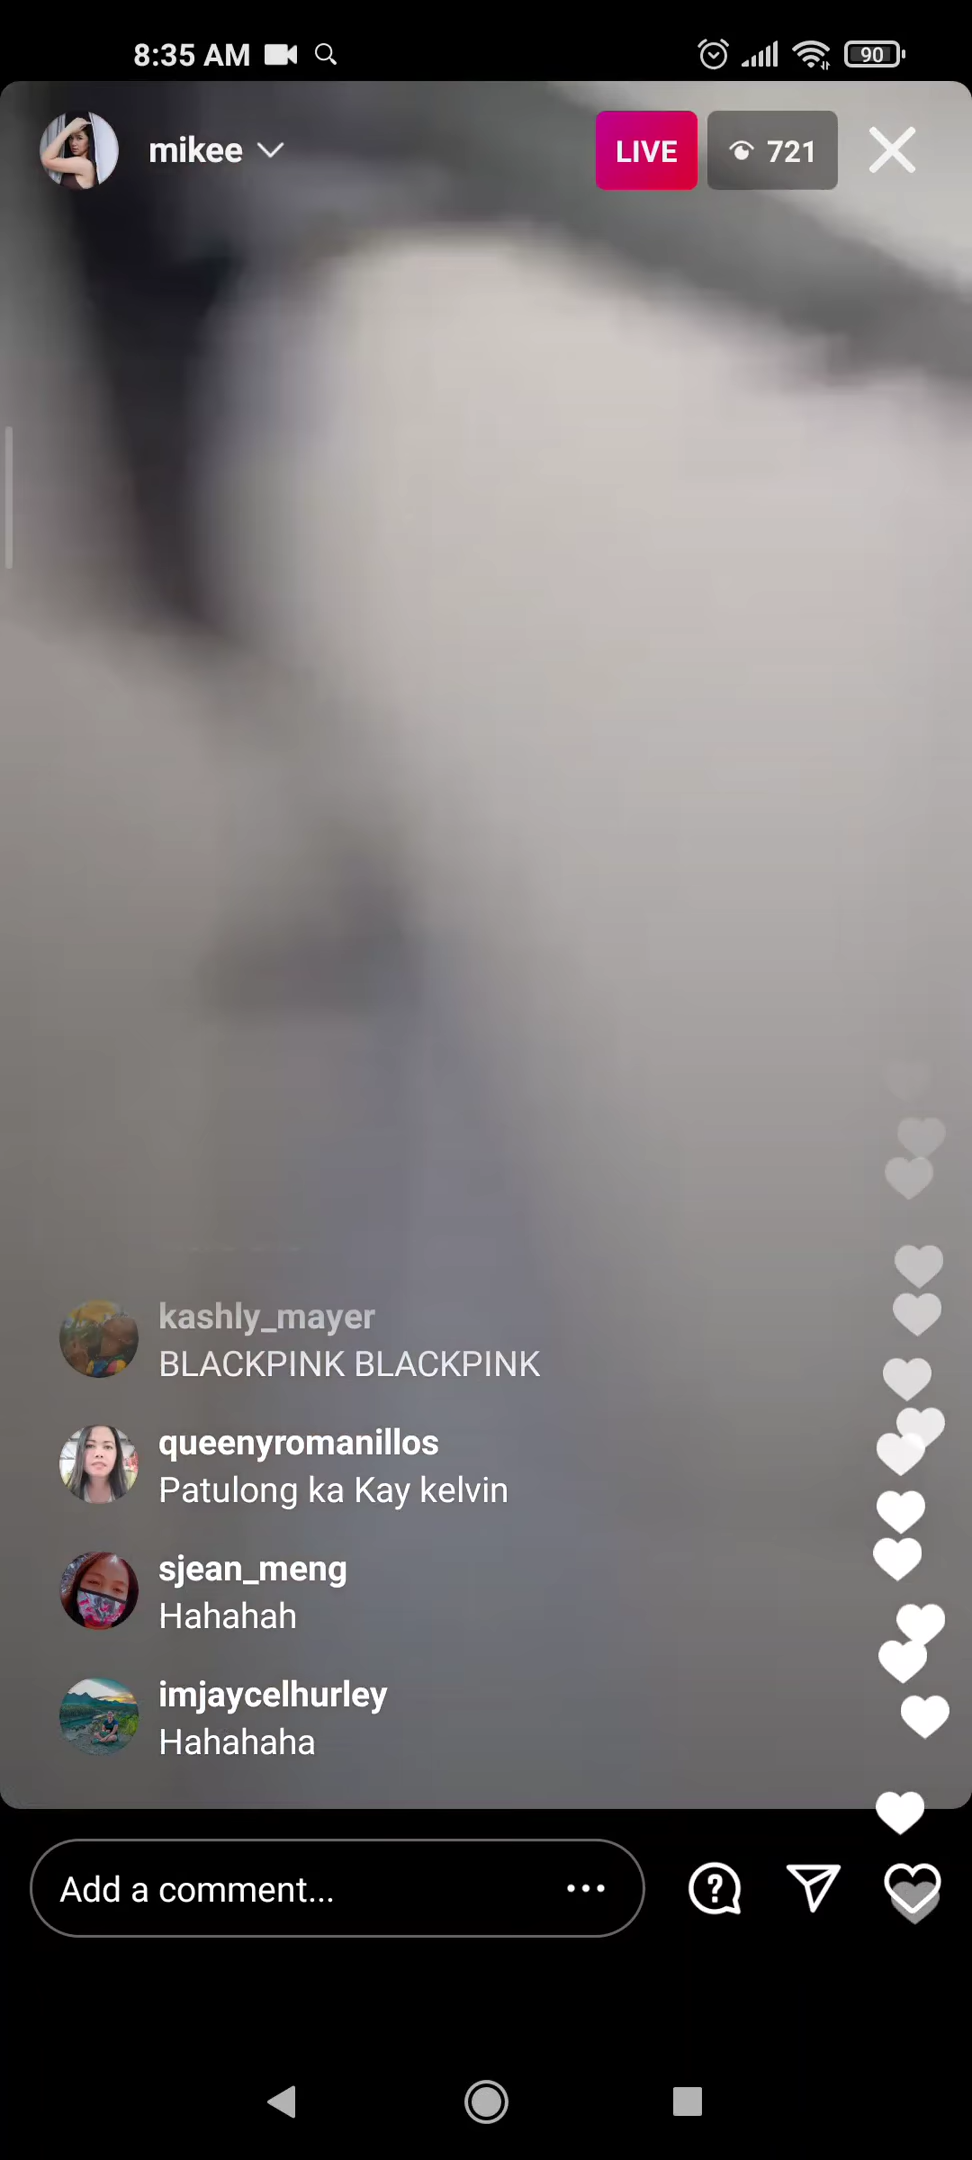 8:35 AM
90
mikee
LIVE
721
kashly_mayer
BLACKPINK BLACKPINK
queenyromanillos
Patulong ka Kay kelvin
sjean_meng
Hahahah
imjaycelhurley
Hahahaha
Add a comment...